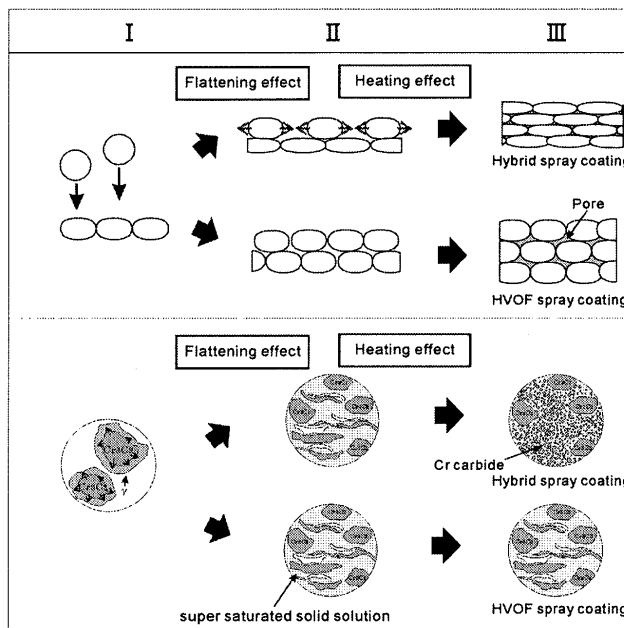 I II III
Flattening effect Heating effect
Hybrid spray coating
Pore
HVOF spray coating
Flattening effect Heating effect
Cr carbide
Hybrid spray coating
super saturated solid solution
HVOF spray coating